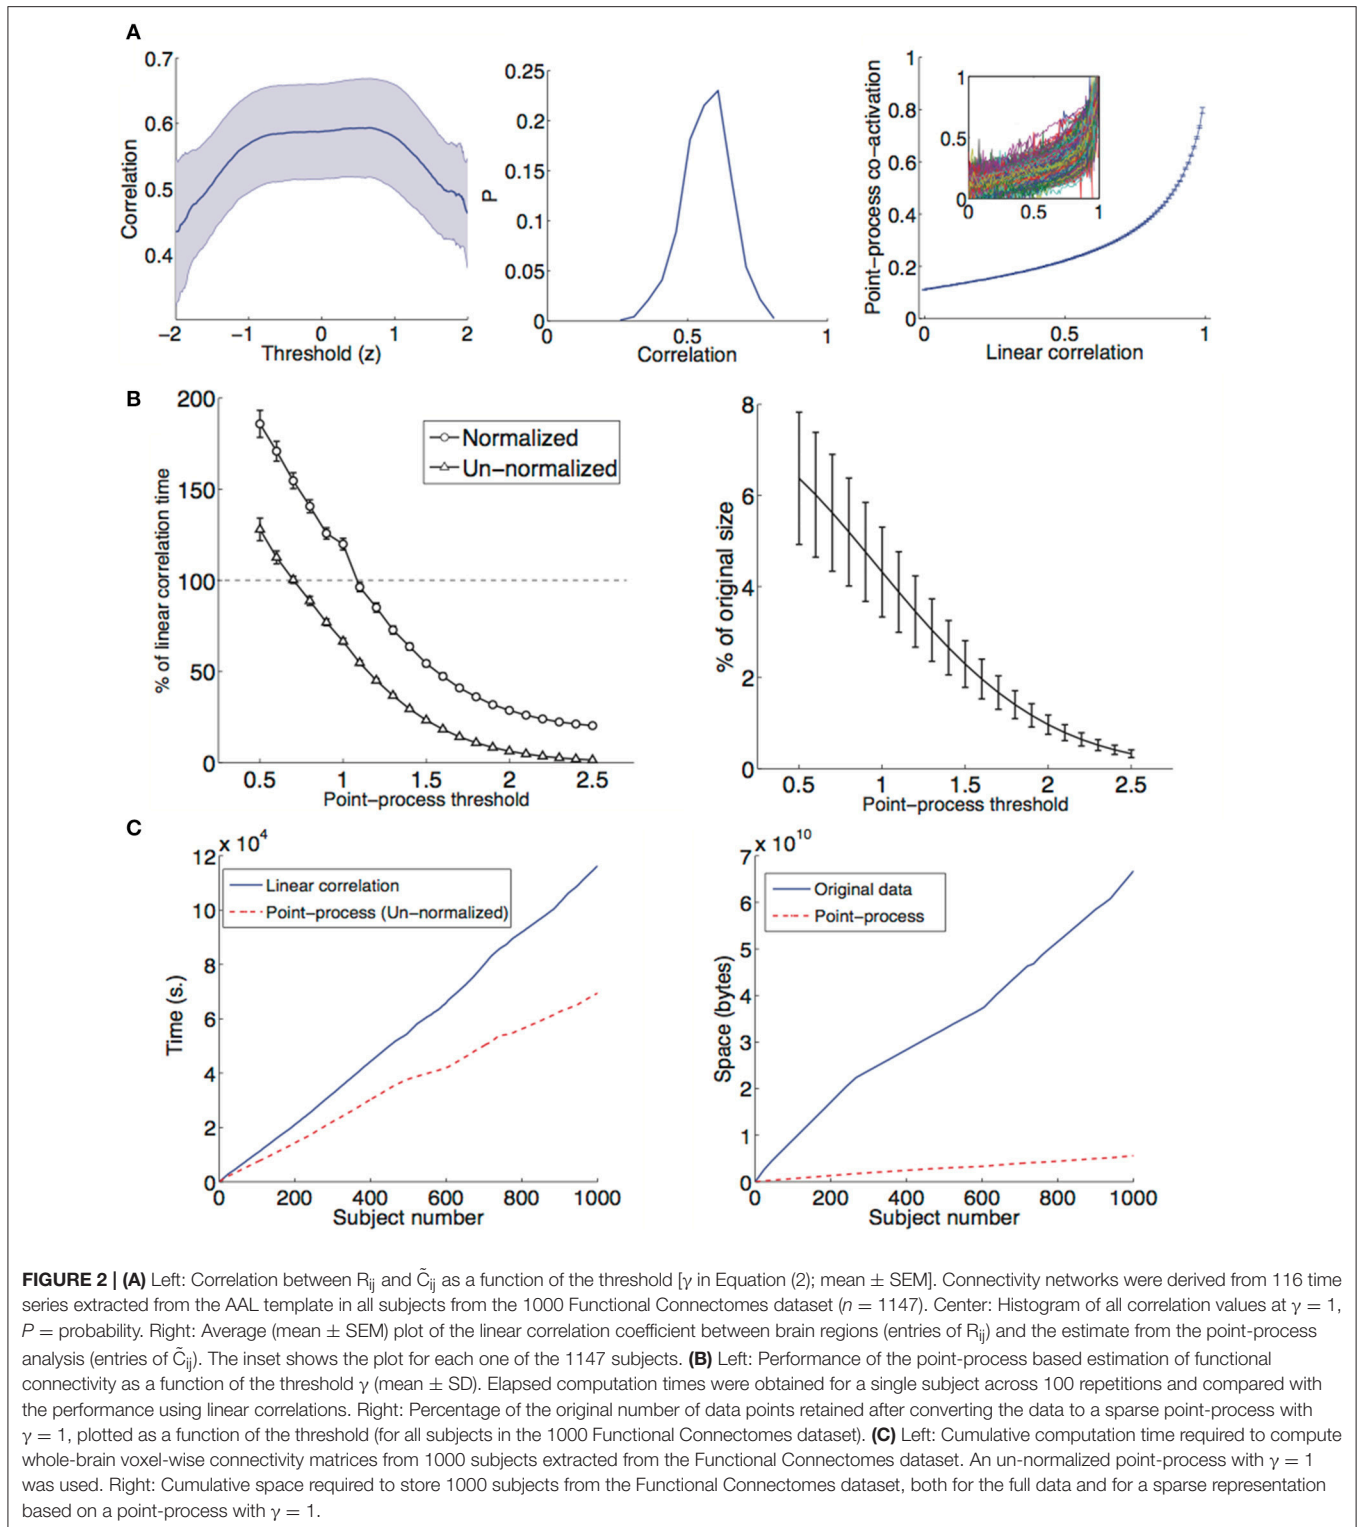 A
0.7
0.6
0.5
0.4
Correlation
−2
−1
0
1
2
Threshold (z)
0.25
0.2
0.15
0.1
0.05
0
P
0
0.5
1
Correlation
1
0.8
0.6
0.4
0.2
0
Point−process co−activation
1
0.5
0
0
0.5
1
0
0.5
1
Linear correlation
B
200
150
100
50
0
% of linear correlation time
Normalized
Un−normalized
0.5
1
1.5
2
2.5
Point−process threshold
8
6
4
2
0
% of original size
0.5
1
1.5
2
2.5
Point−process threshold
C
x 10^4
12
10
8
6
4
2
0
Time (s.)
Linear correlation
Point−process (Un−normalized)
0
200
400
600
800
1000
Subject number
x 10^10
7
6
5
4
3
2
1
0
Space (bytes)
Original data
Point−process
0
200
400
600
800
1000
Subject number
FIGURE 2 | (A) Left: Correlation between R_ij and C̃_ij as a function of the threshold [γ in Equation (2); mean ± SEM]. Connectivity networks were derived from 116 time
series extracted from the AAL template in all subjects from the 1000 Functional Connectomes dataset (n = 1147). Center: Histogram of all correlation values at γ = 1,
P = probability. Right: Average (mean ± SEM) plot of the linear correlation coefficient between brain regions (entries of R_ij) and the estimate from the point-process
analysis (entries of C̃_ij). The inset shows the plot for each one of the 1147 subjects. (B) Left: Performance of the point-process based estimation of functional
connectivity as a function of the threshold γ (mean ± SD). Elapsed computation times were obtained for a single subject across 100 repetitions and compared with
the performance using linear correlations. Right: Percentage of the original number of data points retained after converting the data to a sparse point-process with
γ = 1, plotted as a function of the threshold (for all subjects in the 1000 Functional Connectomes dataset). (C) Left: Cumulative computation time required to compute
whole-brain voxel-wise connectivity matrices from 1000 subjects extracted from the Functional Connectomes dataset. An un-normalized point-process with γ = 1
was used. Right: Cumulative space required to store 1000 subjects from the Functional Connectomes dataset, both for the full data and for a sparse representation
based on a point-process with γ = 1.